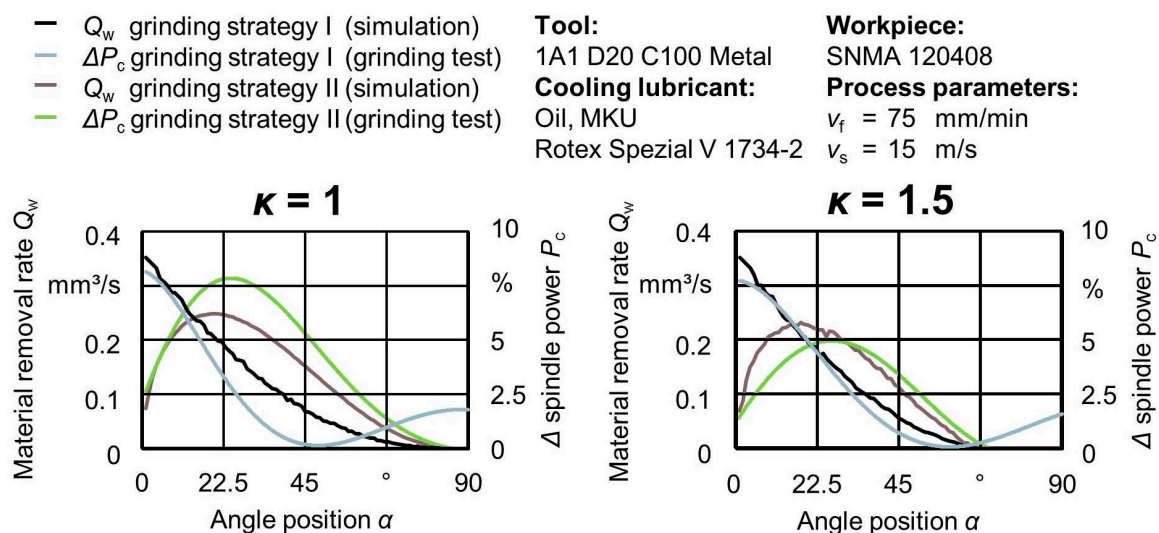 Q_w grinding strategy I (simulation)
ΔP_c grinding strategy I (grinding test)
Q_w grinding strategy II (simulation)
ΔP_c grinding strategy II (grinding test)
Tool:
1A1 D20 C100 Metal
Cooling lubricant:
Oil, MKU
Rotex Spezial V 1734-2
Workpiece:
SNMA 120408
Process parameters:
v_f = 75 mm/min
v_s = 15 m/s
κ = 1
Material removal rate Q_w
0.4
mm³/s
0.2
0.1
0
10
%
5
2.5
0
Δ spindle power P_c
0 22.5 45 ° 90
Angle position α
κ = 1.5
Material removal rate Q_w
0.4
mm³/s
0.2
0.1
0
10
%
5
2.5
0
Δ spindle power P_c
0 22.5 45 ° 90
Angle position α